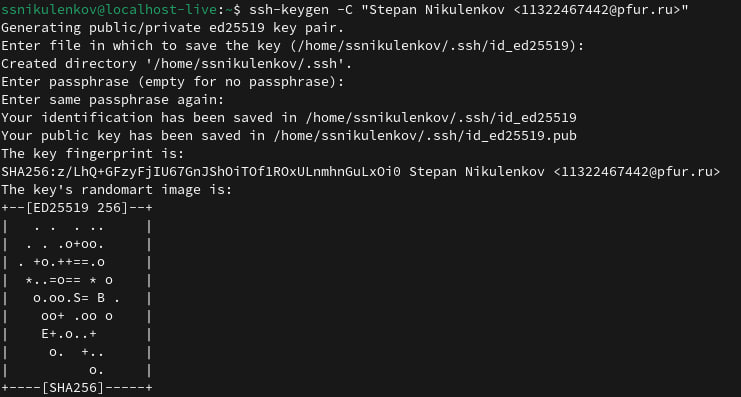 ssnikulenkov@localhost-live:~$ ssh-keygen -C "Stepan Nikulenkov <11322467442@pfur.ru>"
Generating public/private ed25519 key pair.
Enter file in which to save the key (/home/ssnikulenkov/.ssh/id_ed25519):
Created directory '/home/ssnikulenkov/.ssh'.
Enter passphrase (empty for no passphrase):
Enter same passphrase again:
Your identification has been saved in /home/ssnikulenkov/.ssh/id_ed25519
Your public key has been saved in /home/ssnikulenkov/.ssh/id_ed25519.pub
The key fingerprint is:
SHA256:z/LhQ+GFzyFjIU67GnJShOiTOf1ROxULnmhnGuLxOi0 Stepan Nikulenkov <11322467442@pfur.ru>
The key's randomart image is:
+--[ED25519 256]--+
|   . .  . ..     |
|  . . .o+oo.     |
| . +o.++==.o     |
|  *..=o== * o    |
|   o.oo.S= B .   |
|    oo+ .oo o    |
|    E+.o..+      |
|     o.  +..     |
|          o.     |
+----[SHA256]-----+